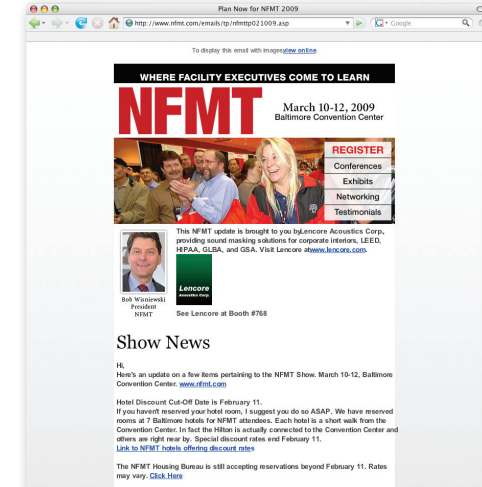 Plan Now for NFMT 2009
http://www.nfmt.com/emails/tp/nfmttp021009.asp
Google
To display this email with imagesview online
WHERE FACILITY EXECUTIVES COME TO LEARN
NFMT
March 10-12, 2009
Baltimore Convention Center
REGISTER
Conferences
Exhibits
Networking
Testimonials
This NFMT update is brought to you byLencore Acoustics Corp.,
providing sound masking solutions for corporate interiors, LEED,
HIPAA, GLBA, and GSA. Visit Lencore atwww.lencore.com.
Lencore
Acoustics Corp.
Bob Wisniewski
President
NFMT
See Lencore at Booth #768
Show News
Hi,
Here's an update on a few items pertaining to the NFMT Show. March 10-12, Baltimore
Convention Center. www.nfmt.com
Hotel Discount Cut-Off Date is February 11.
If you haven't reserved your hotel room, I suggest you do so ASAP. We have reserved
rooms at 7 Baltimore hotels for NFMT attendees. Each hotel is a short walk from the
Convention Center. In fact the Hilton is actually connected to the Convention Center and
others are right near by. Special discount rates end February 11.
Link to NFMT hotels offering discount rates
The NFMT Housing Bureau is still accepting reservations beyond February 11. Rates
may vary. Click Here